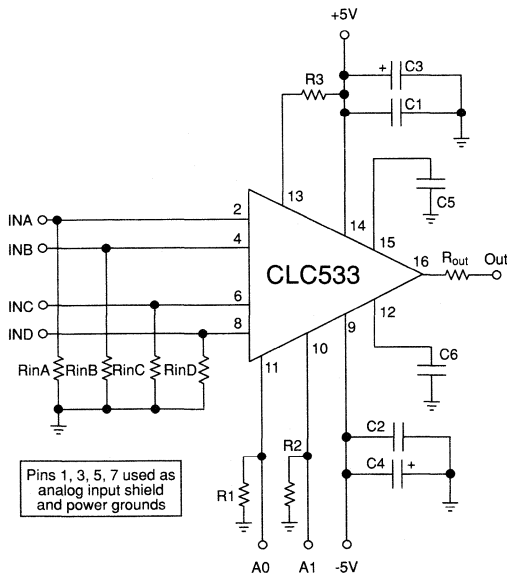 +5V
R3
+
C3
C1
13
14
15
C5
INA
2
INB
4
CLC533
16
Rout
Out
INC
6
IND
8
12
9
10
11
C6
RinA
RinB
RinC
RinD
C2
R2
C4
+
R1
Pins 1, 3, 5, 7 used as
analog input shield
and power grounds
A0
A1
-5V